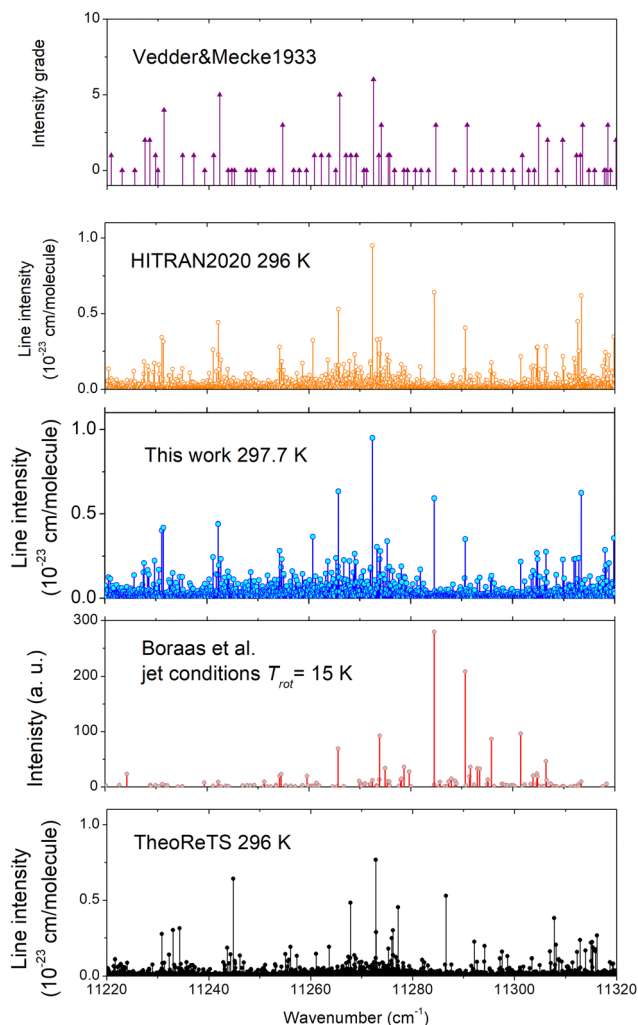 10
5
0
Intensity grade
Vedder&Mecke1933
1.0
0.5
0.0
Line intensity
(10⁻²³ cm/molecule)
HITRAN2020 296 K
1.0
0.5
0.0
Line intensity
(10⁻²³ cm/molecule)
This work 297.7 K
300
200
100
0
Intenisty (a. u.)
Boraas et al.
jet conditions T_rot = 15 K
1.0
0.5
0.0
Line intensity
(10⁻²³ cm/molecule)
TheoReTS 296 K
11220 11240 11260 11280 11300 11320
Wavenumber (cm⁻¹)